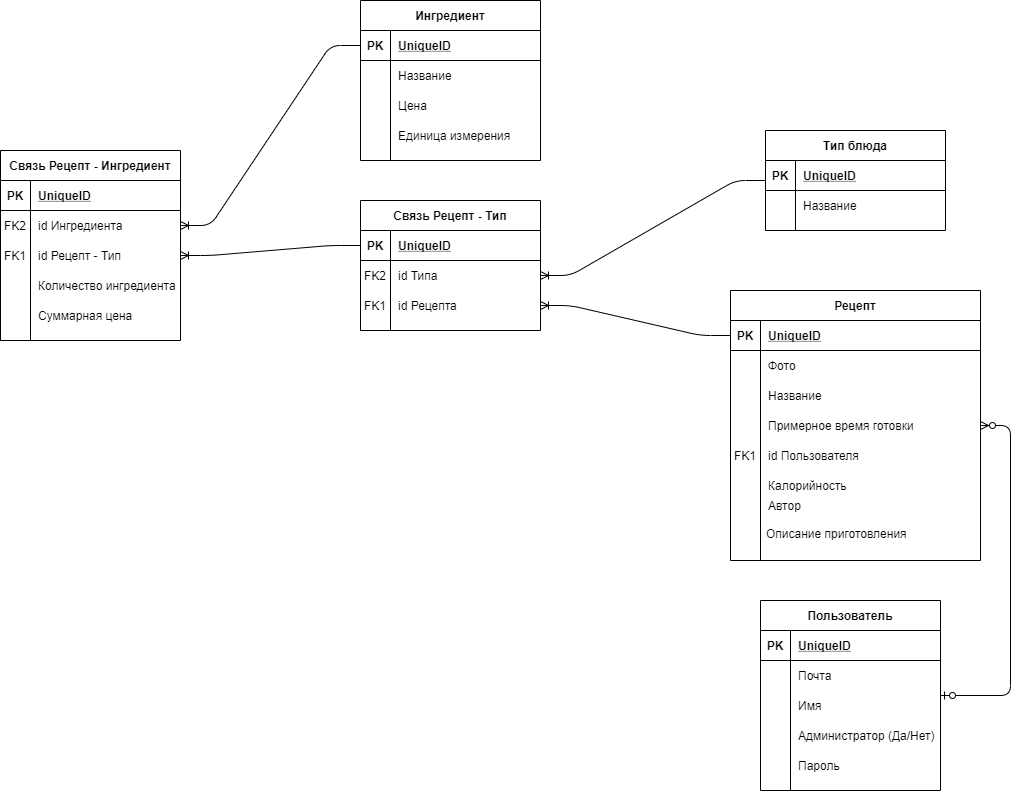 Ингредиент
PK UniqueID
Название
Цена
Единица измерения
Связь Рецепт - Ингредиент
PK UniqueID
FK2 id Ингредиента
FK1 id Рецепт - Тип
Количество ингредиента
Суммарная цена
Связь Рецепт - Тип
PK UniqueID
FK2 id Типа
FK1 id Рецепта
Тип блюда
PK UniqueID
Название
Рецепт
PK UniqueID
Фото
Название
Примерное время готовки
FK1 id Пользователя
Калорийность
Автор
Описание приготовления
Пользователь
PK UniqueID
Почта
Имя
Администратор (Да/Нет)
Пароль